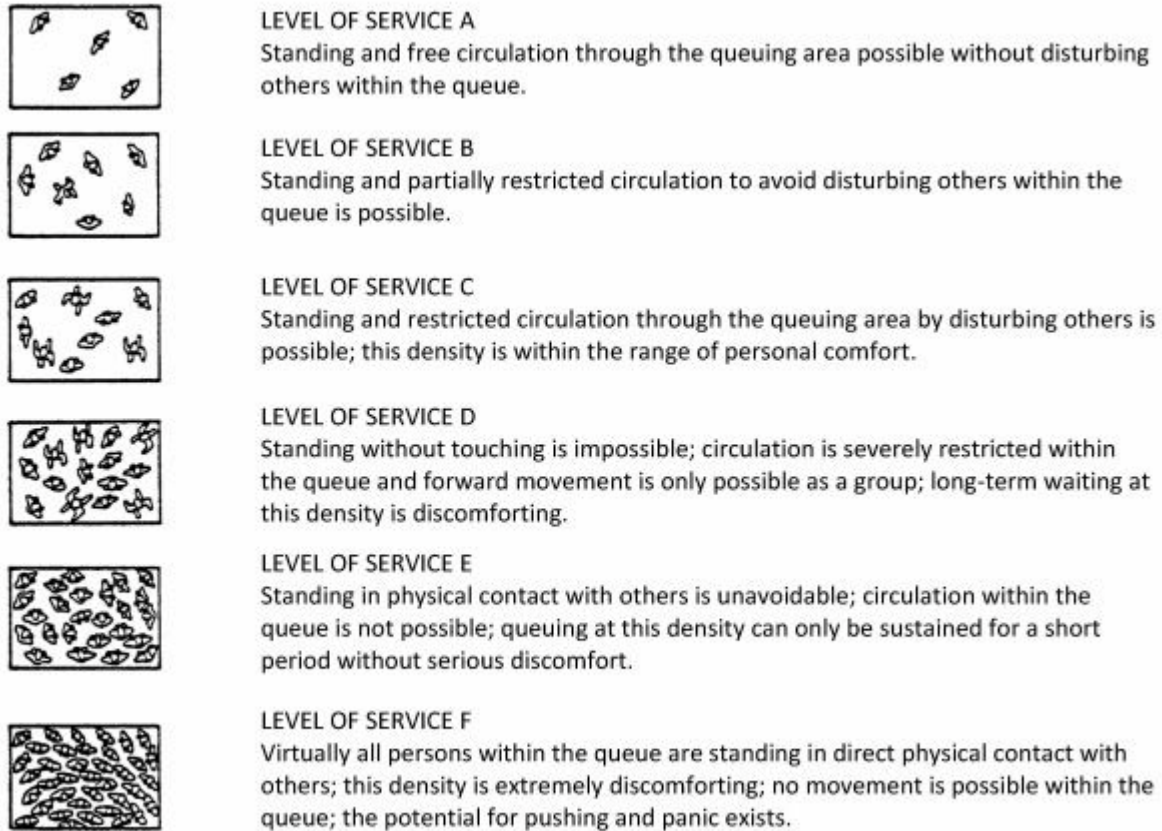 LEVEL OF SERVICE A
Standing and free circulation through the queuing area possible without disturbing
others within the queue.
LEVEL OF SERVICE B
Standing and partially restricted circulation to avoid disturbing others within the
queue is possible.
LEVEL OF SERVICE C
Standing and restricted circulation through the queuing area by disturbing others is
possible; this density is within the range of personal comfort.
LEVEL OF SERVICE D
Standing without touching is impossible; circulation is severely restricted within
the queue and forward movement is only possible as a group; long-term waiting at
this density is discomforting.
LEVEL OF SERVICE E
Standing in physical contact with others is unavoidable; circulation within the
queue is not possible; queuing at this density can only be sustained for a short
period without serious discomfort.
LEVEL OF SERVICE F
Virtually all persons within the queue are standing in direct physical contact with
others; this density is extremely discomforting; no movement is possible within the
queue; the potential for pushing and panic exists.